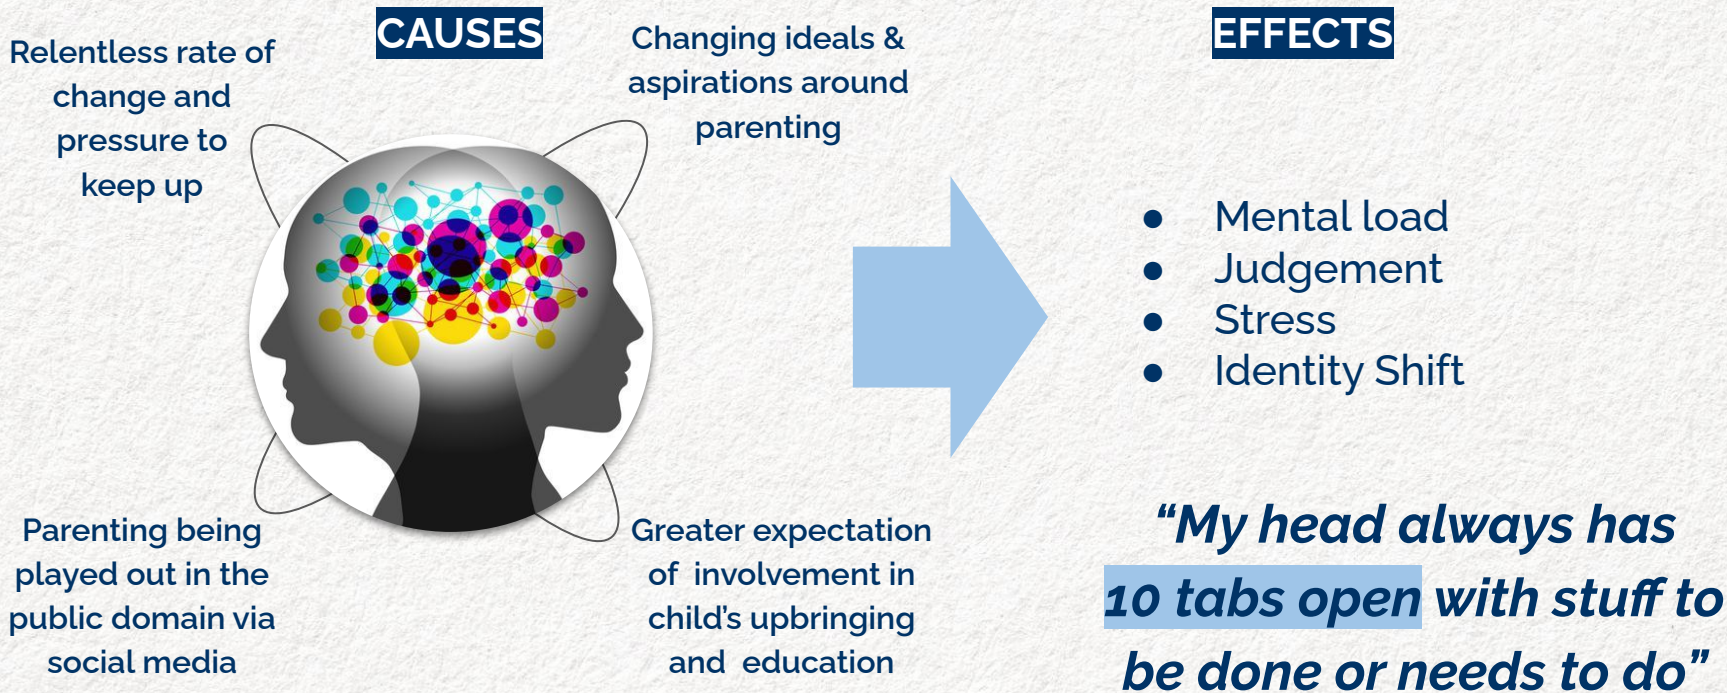 CAUSES
Relentless rate of
change and
pressure to
keep up
Changing ideals &
aspirations around
parenting
Parenting being
played out in the
public domain via
social media
Greater expectation
of involvement in
child’s upbringing
and education
EFFECTS
● Mental load
● Judgement
● Stress
● Identity Shift
“My head always has
10 tabs open with stuff to
be done or needs to do”